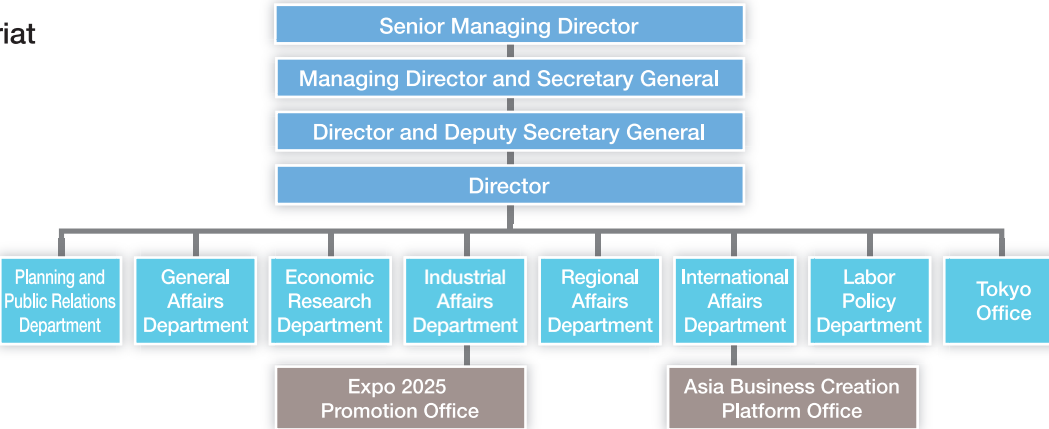 Senior Managing Director
Managing Director and Secretary General
Director and Deputy Secretary General
Director
Planning and
Public Relations
Department
General
Affairs
Department
Economic
Research
Department
Industrial
Affairs
Department
Regional
Affairs
Department
International
Affairs
Department
Labor
Policy
Department
Tokyo
Office
Expo 2025
Promotion Office
Asia Business Creation
Platform Office